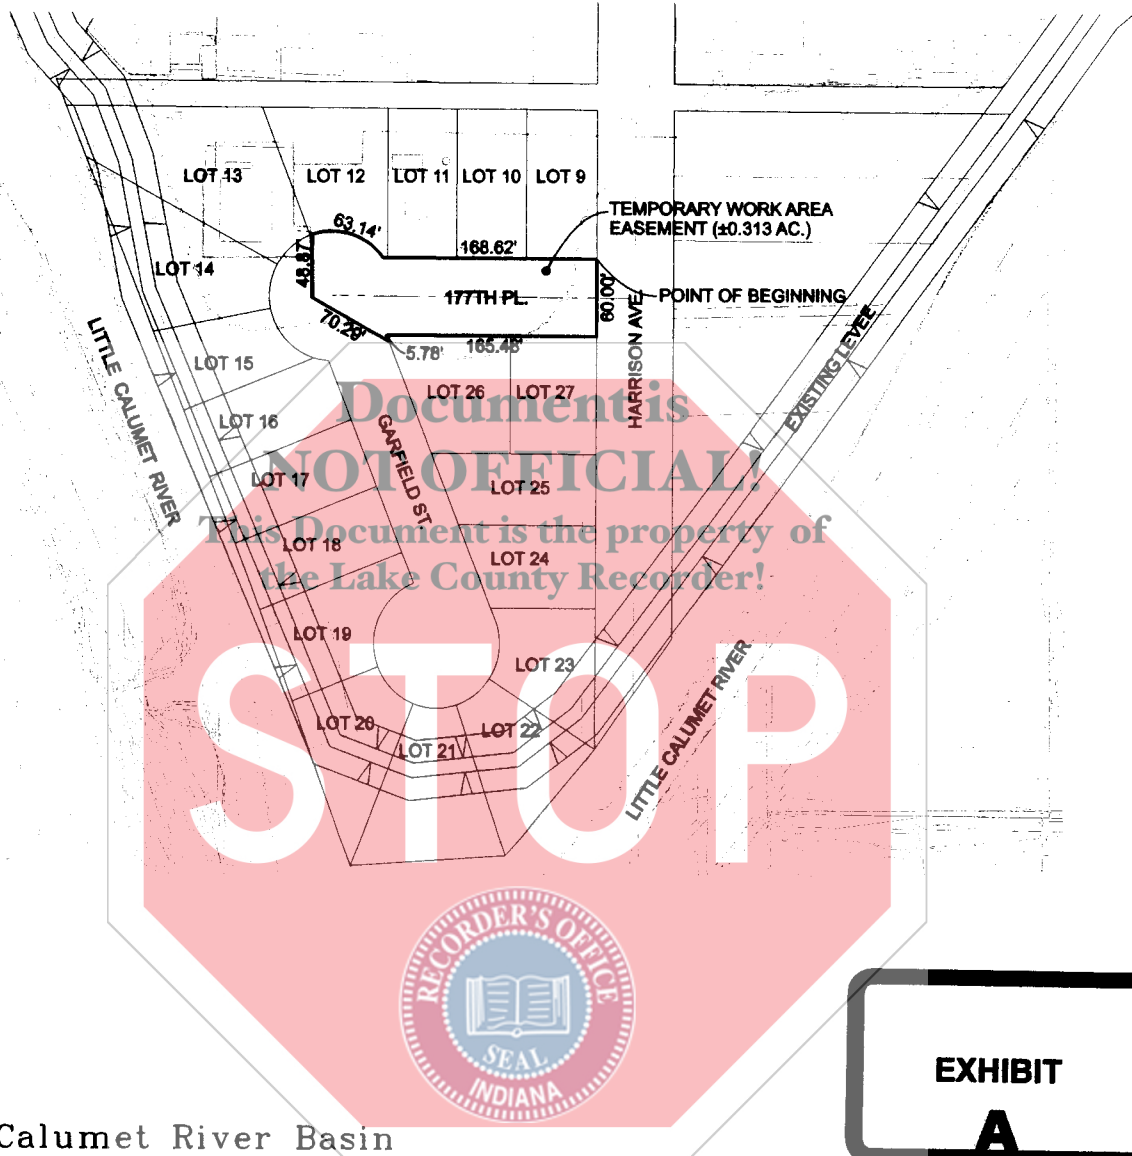 LOT 13
LOT 12
LOT 11
LOT 10
LOT 9
TEMPORARY WORK AREA
EASEMENT (±0.313 AC.)
63.14'
168.62'
48.87'
LOT 14
177TH PL.
60.00'
POINT OF BEGINNING
HARRISON AVE.
70.29'
5.78'
165.48'
LITTLE CALUMET RIVER
EXISTING LEVEE
LOT 15
LOT 26
LOT 27
Document is
LOT 16
GARFIELD ST.
NOT OFFICIAL!
LOT 17
LOT 25
This Document is the property of
LOT 18
LOT 24
the Lake County Recorder!
LOT 19
LOT 23
STOP
LITTLE CALUMET RIVER
LOT 20
LOT 21
LOT 22
RECORDER'S OFFICE
SEAL
INDIANA
EXHIBIT
A
Calumet River Basin